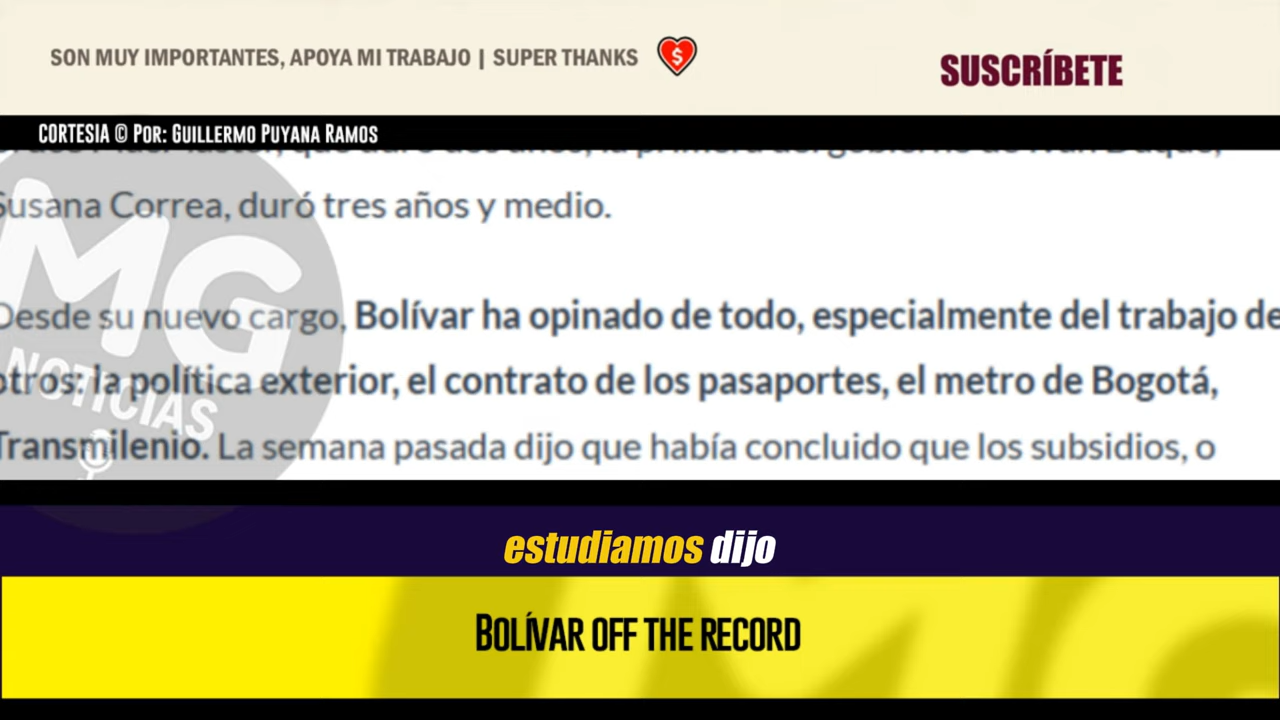 SON MUY IMPORTANTES, APOYA MI TRABAJO | SUPER THANKS
SUSCRÍBETE
CORTESIA © Por: Guillermo Puyana Ramos
Susana Correa, duró tres años y medio.
Desde su nuevo cargo, Bolívar ha opinado de todo, especialmente del trabajo de
otros: la política exterior, el contrato de los pasaportes, el metro de Bogotá,
Transmilenio. La semana pasada dijo que había concluido que los subsidios, o
MG
NOTICIAS
estudiamos dijo
BOLÍVAR OFF THE RECORD